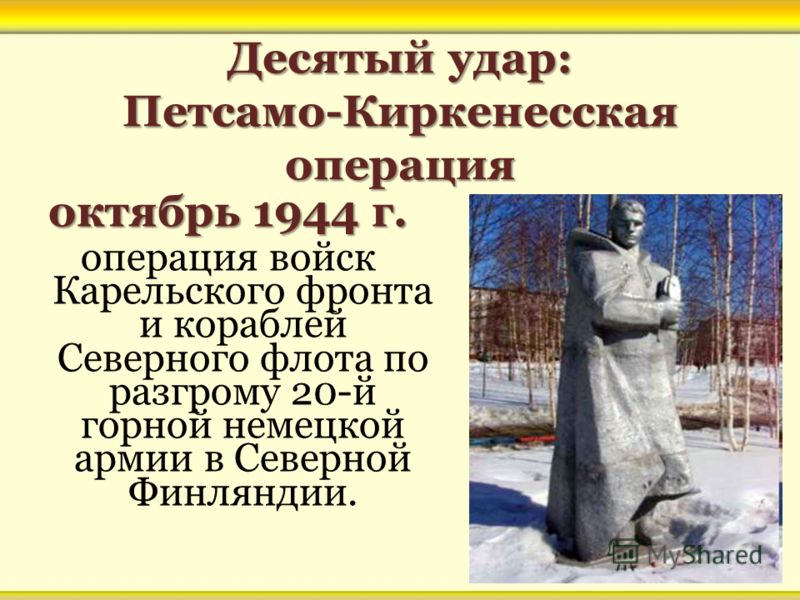 Десятый удар:
Петсамо-Киркенесская
операция
октябрь 1944 г.
операция войск
Карельского фронта
и кораблей
Северного флота по
разгрому 20-й
горной немецкой
армии в Северной
Финляндии.
MyShared